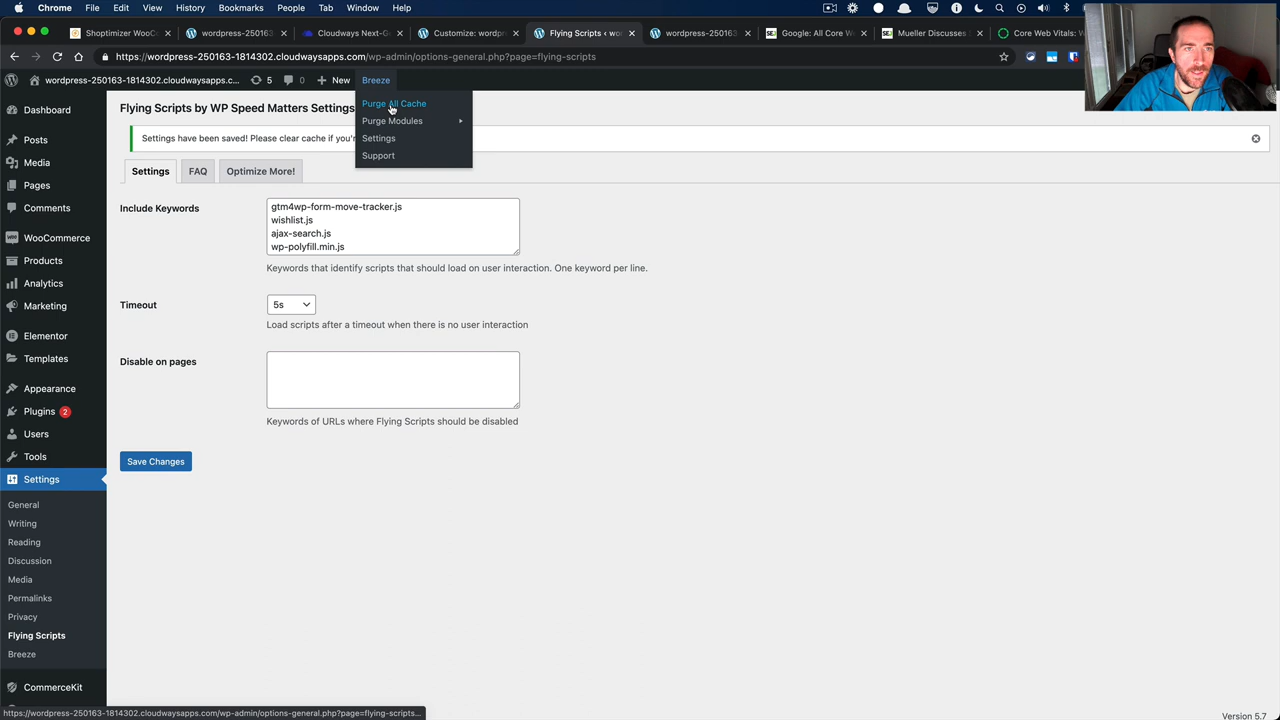 Chrome File Edit View History Bookmarks People Tab Window Help
Shoptimizer WooCo
wordpress-250163
Cloudways Next-G
Customize: wordp
Flying Scripts ‹ wo
wordpress-250163
Google: All Core W
Mueller Discusses
Core Web Vitals:
https://wordpress-250163-1814302.cloudwaysapps.com/wp-admin/options-general.php?page=flying-scripts
wordpress-250163-1814302.cloudwaysapps.c... 5 0 New Breeze
Purge All Cache
Purge Modules
Settings
Support
Dashboard
Posts
Media
Pages
Comments
WooCommerce
Products
Analytics
Marketing
Elementor
Templates
Appearance
Plugins 2
Users
Tools
Settings
General
Writing
Reading
Discussion
Media
Permalinks
Privacy
Flying Scripts
Breeze
CommerceKit
Flying Scripts by WP Speed Matters Settings
Settings have been saved! Please clear cache if you'r
Settings FAQ Optimize More!
Include Keywords
gtm4wp-form-move-tracker.js
wishlist.js
ajax-search.js
wp-polyfill.min.js
Keywords that identify scripts that should load on user interaction. One keyword per line.
Timeout
5s
Load scripts after a timeout when there is no user interaction
Disable on pages
Keywords of URLs where Flying Scripts should be disabled
Save Changes
https://wordpress-250163-1814302.cloudwaysapps.com/wp-admin/options-general.php?page=flying-scripts...
Version 5.7